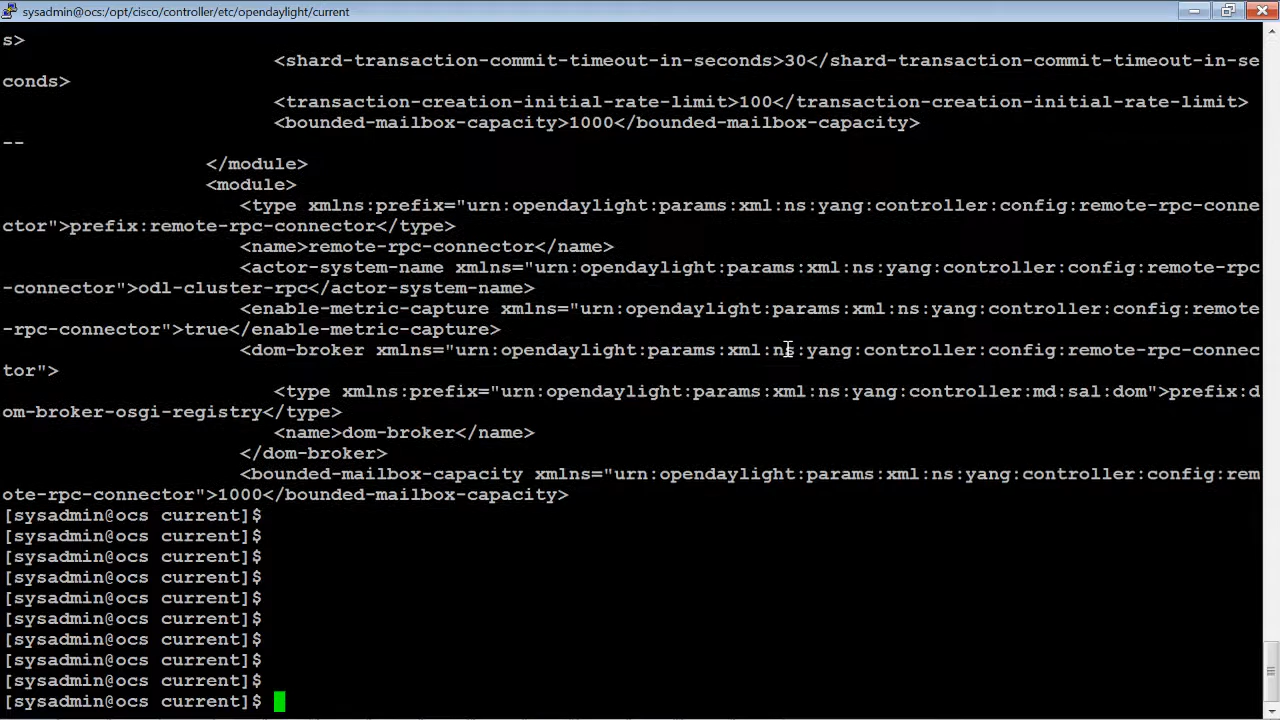 sysadmin@ocs:/opt/cisco/controller/etc/opendaylight/current
s>
<shard-transaction-commit-timeout-in-seconds>30</shard-transaction-commit-timeout-in-se
conds>
<transaction-creation-initial-rate-limit>100</transaction-creation-initial-rate-limit>
<bounded-mailbox-capacity>1000</bounded-mailbox-capacity>
--
</module>
<module>
<type xmlns:prefix="urn:opendaylight:params:xml:ns:yang:controller:config:remote-rpc-conne
ctor">prefix:remote-rpc-connector</type>
<name>remote-rpc-connector</name>
<actor-system-name xmlns="urn:opendaylight:params:xml:ns:yang:controller:config:remote-rpc
-connector">odl-cluster-rpc</actor-system-name>
<enable-metric-capture xmlns="urn:opendaylight:params:xml:ns:yang:controller:config:remote
-rpc-connector">true</enable-metric-capture>
<dom-broker xmlns="urn:opendaylight:params:xml:ns:yang:controller:config:remote-rpc-connec
tor">
<type xmlns:prefix="urn:opendaylight:params:xml:ns:yang:controller:md:sal:dom">prefix:d
om-broker-osgi-registry</type>
<name>dom-broker</name>
</dom-broker>
<bounded-mailbox-capacity xmlns="urn:opendaylight:params:xml:ns:yang:controller:config:rem
ote-rpc-connector">1000</bounded-mailbox-capacity>
[sysadmin@ocs current]$
[sysadmin@ocs current]$
[sysadmin@ocs current]$
[sysadmin@ocs current]$
[sysadmin@ocs current]$
[sysadmin@ocs current]$
[sysadmin@ocs current]$
[sysadmin@ocs current]$
[sysadmin@ocs current]$
[sysadmin@ocs current]$